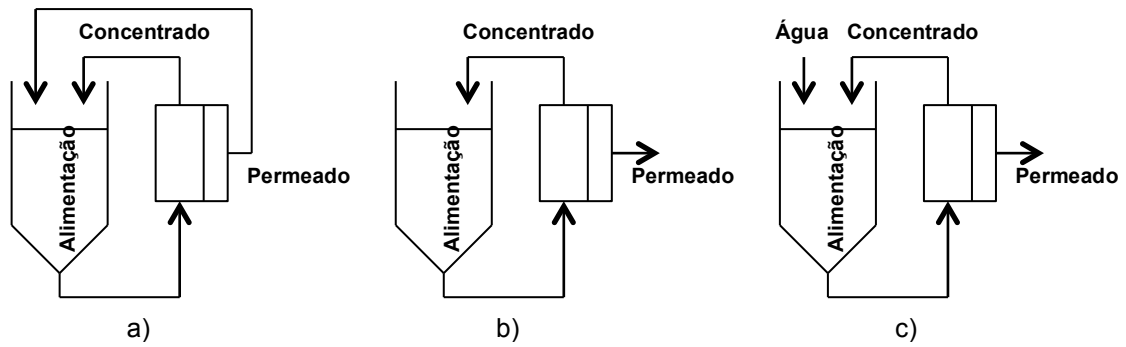 Concentrado
Alimentação
Permeado
a)
Concentrado
Alimentação
Permeado
b)
Água
Concentrado
Alimentação
Permeado
c)